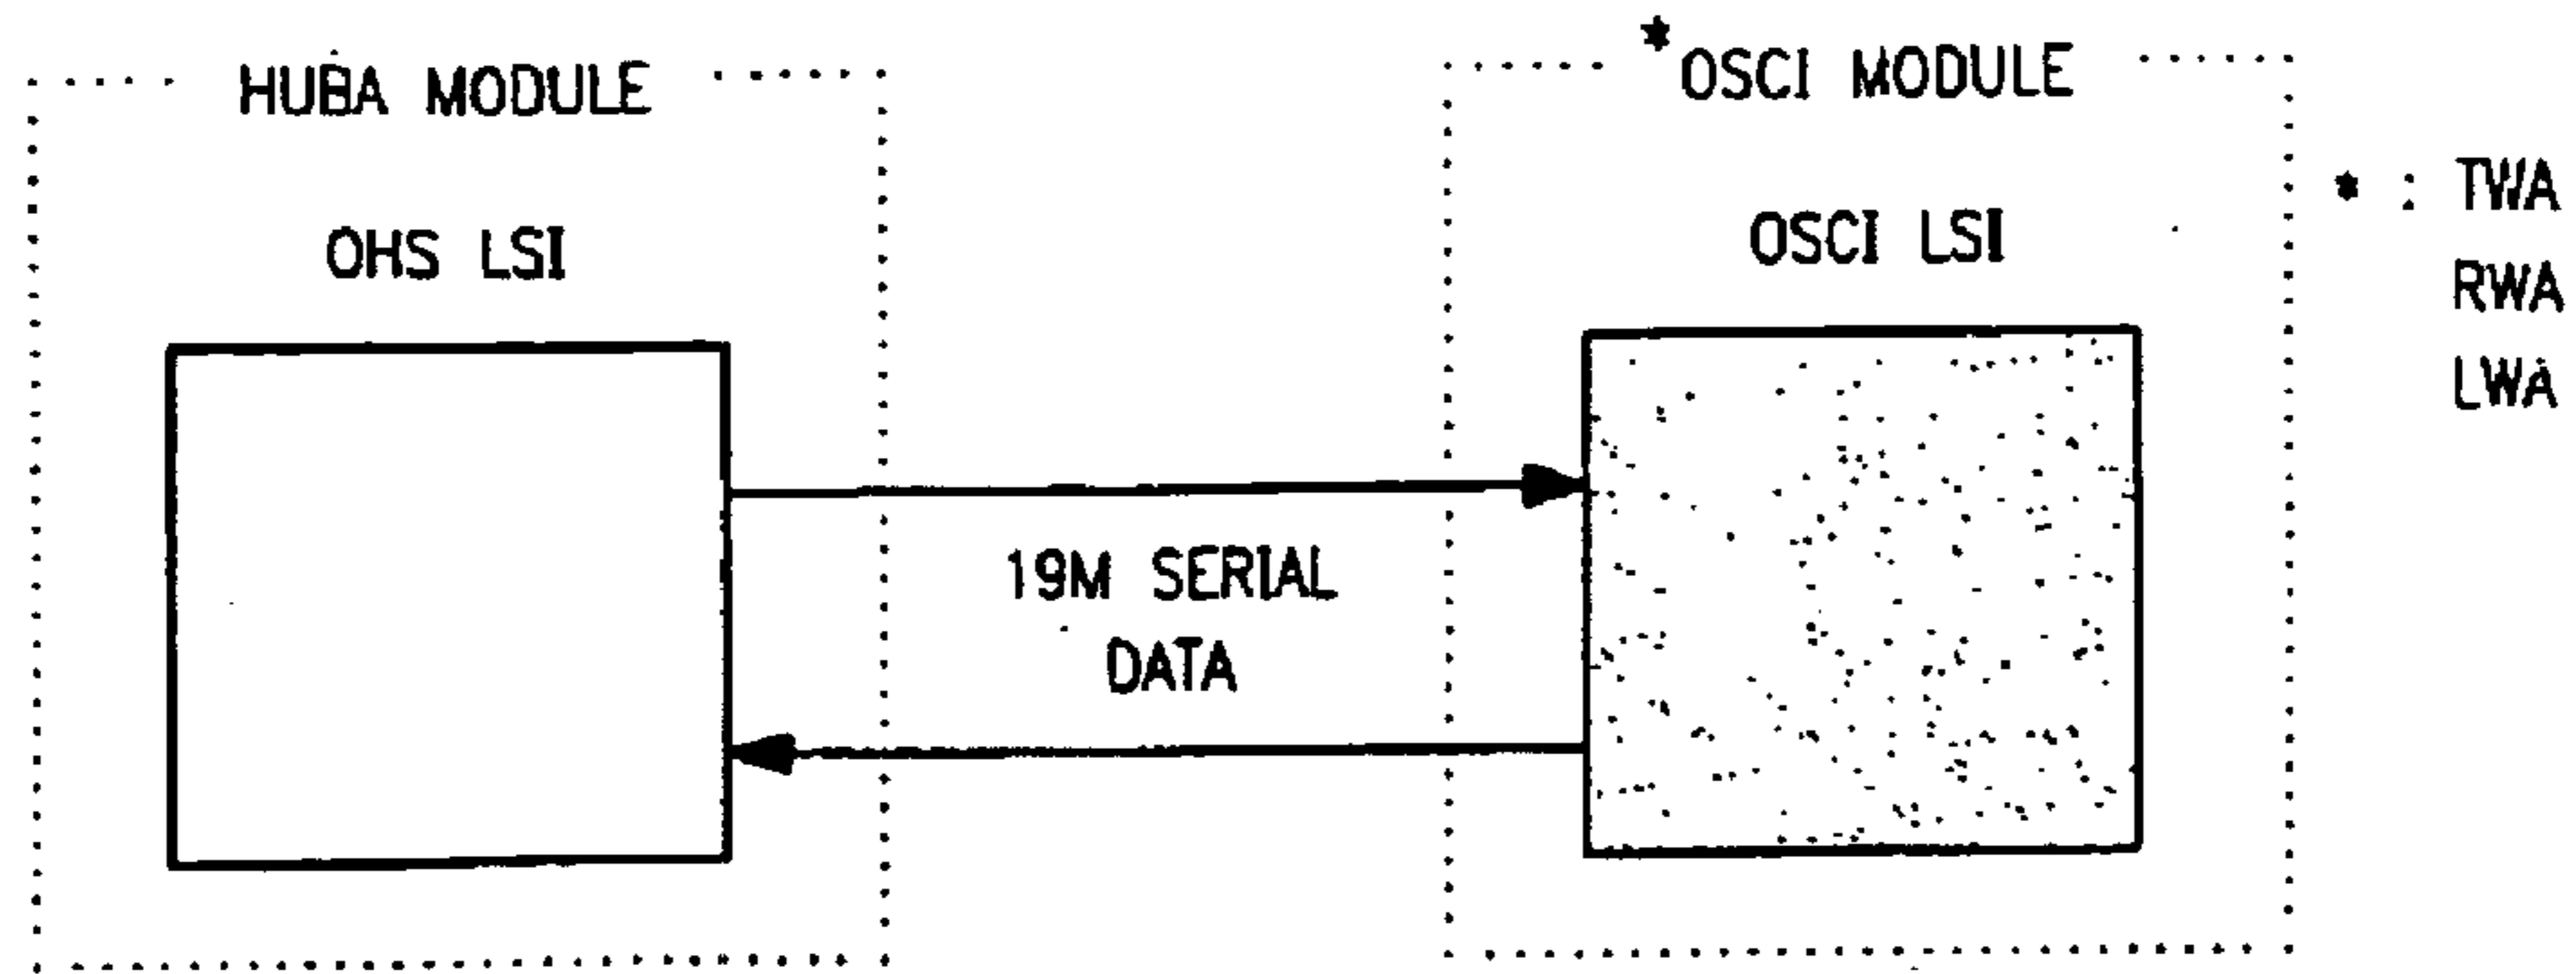 HUBA MODULE
OHS LSI
19M SERIAL
DATA
*OSCI MODULE
OSCI LSI
* : TWA
RWA
LWA